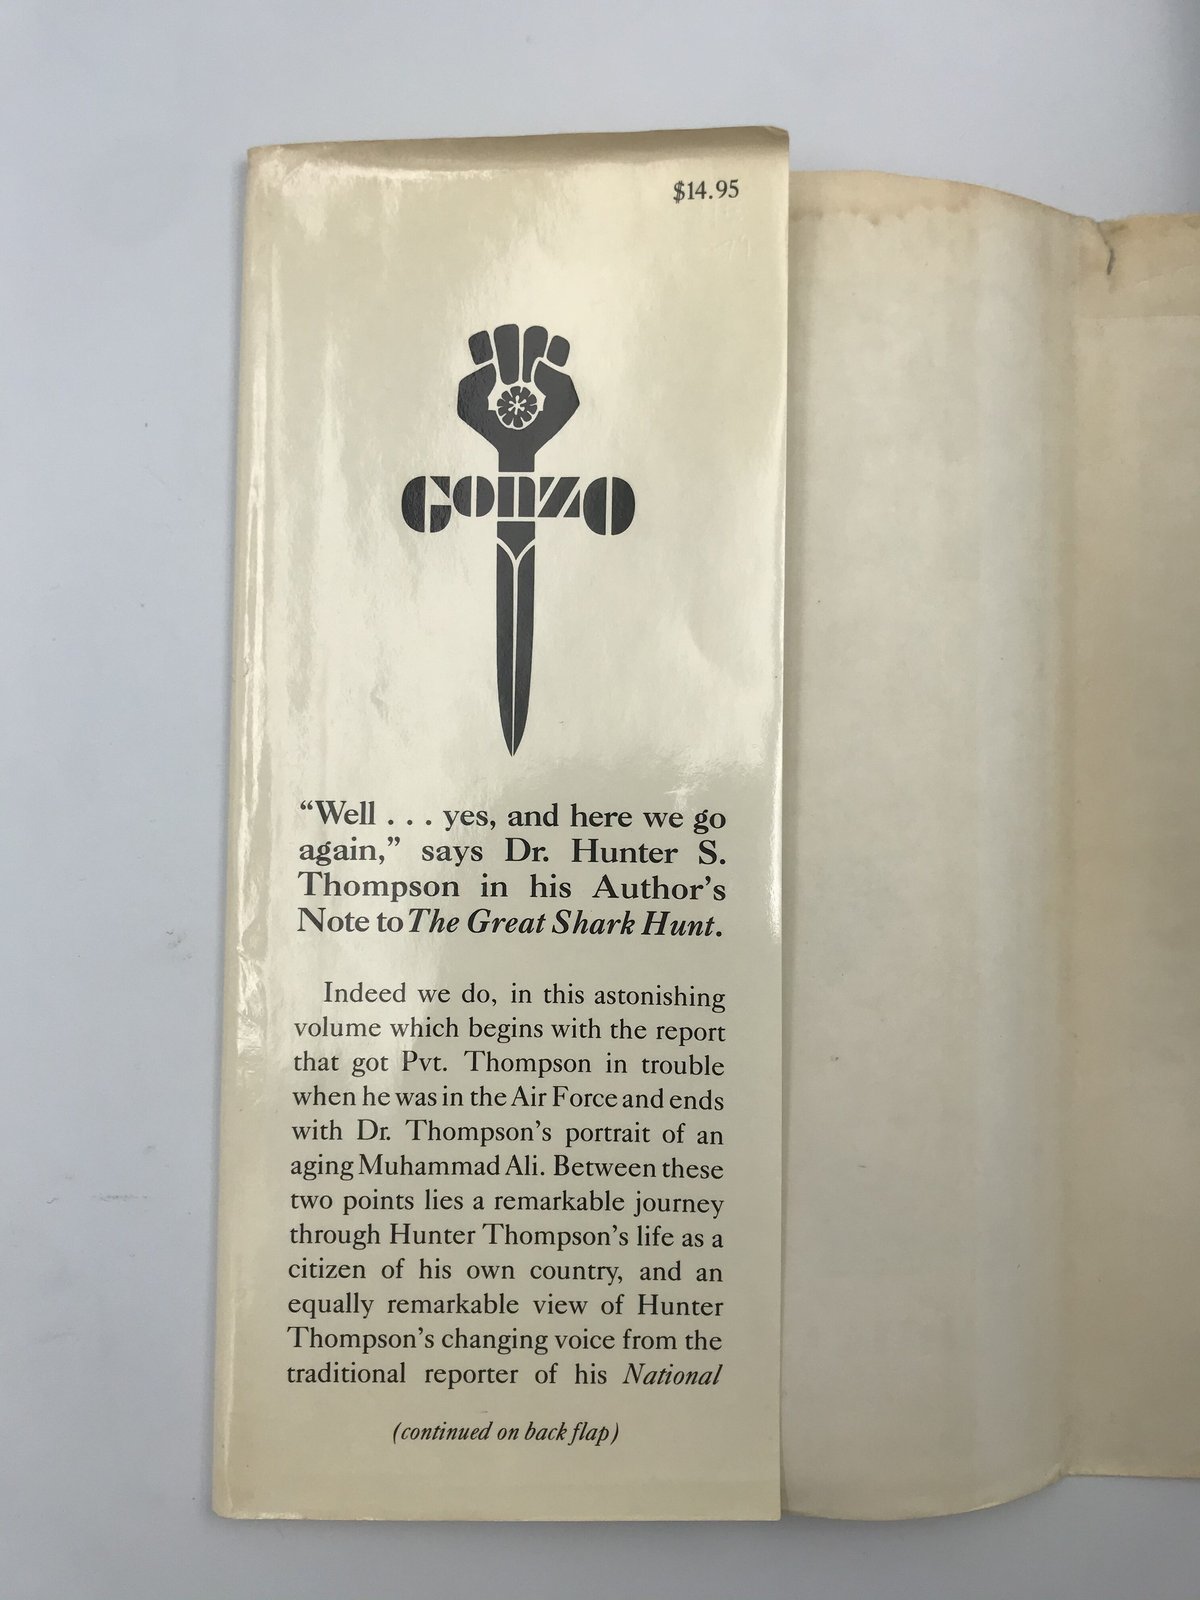 $14.95
GONZO
“Well . . . yes, and here we go
again,” says Dr. Hunter S.
Thompson in his Author’s
Note to The Great Shark Hunt.
Indeed we do, in this astonishing
volume which begins with the report
that got Pvt. Thompson in trouble
when he was in the Air Force and ends
with Dr. Thompson’s portrait of an
aging Muhammad Ali. Between these
two points lies a remarkable journey
through Hunter Thompson’s life as a
citizen of his own country, and an
equally remarkable view of Hunter
Thompson’s changing voice from the
traditional reporter of his National
(continued on back flap)